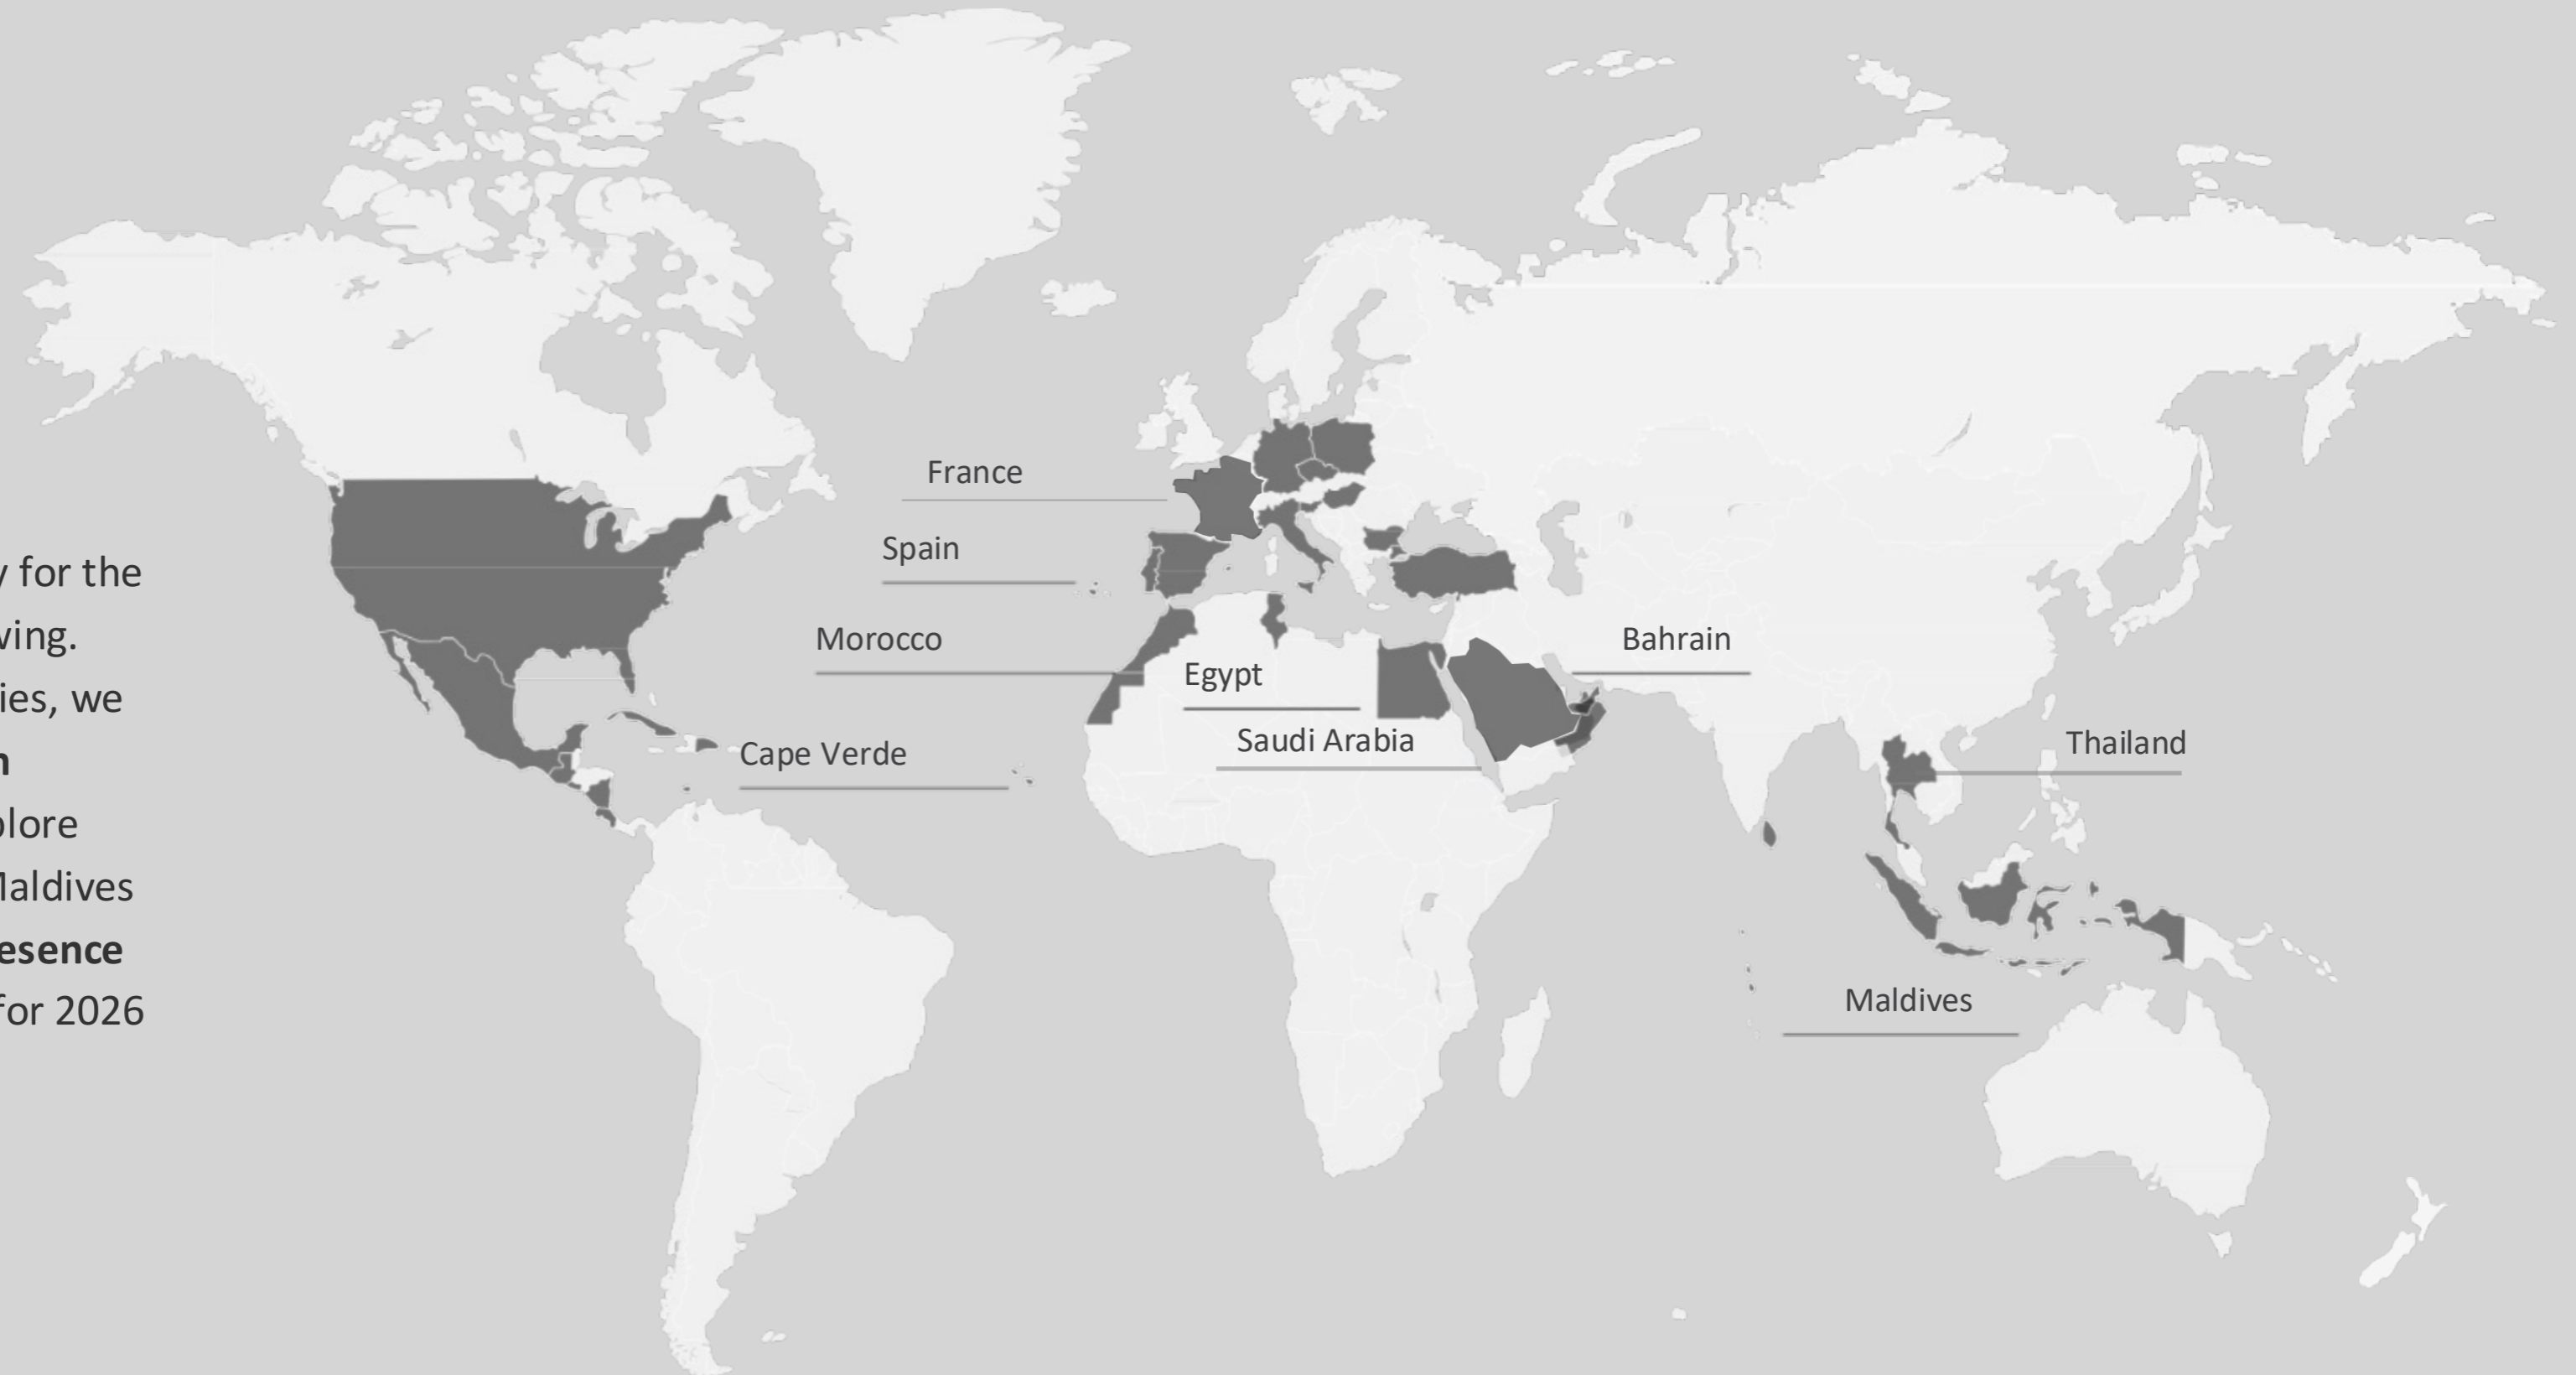 y for the
ving.
ies, we
n
plore
Maldives
esence
for 2026
France
Spain
Morocco
Bahrain
Egypt
Saudi Arabia
Cape Verde
Thailand
Maldives